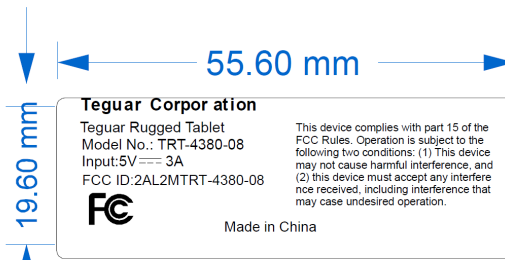 55.60 mm
19.60 mm
Teguar Corporation
Teguar Rugged Tablet
Model No.: TRT-4380-08
Input:5V⎓3A
FCC ID:2AL2MTRT-4380-08
FC
This device complies with part 15 of the
FCC Rules. Operation is subject to the
following two conditions: (1) This device
may not cause harmful interference, and
(2) this device must accept any interfere
nce received, including interference that
may case undesired operation.
Made in China